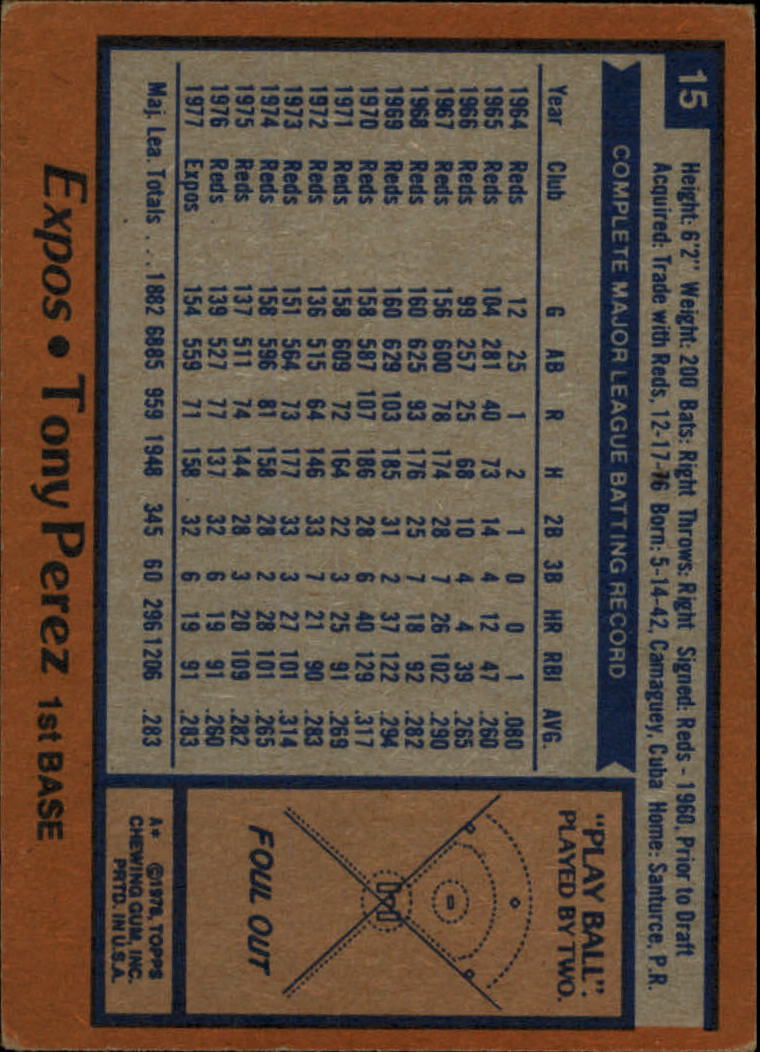 15
Height: 6'2" Weight: 200 Bats: Right Throws: Right Signed: Reds - 1960, Prior to Draft
Acquired: Trade with Reds, 12-17-76 Born: 5-14-42, Camaguey, Cuba Home: Santurce, P.R.
COMPLETE MAJOR LEAGUE BATTING RECORD
Year Club G AB R H 2B 3B HR RBI AVG.
1964 Reds 12 25 1 2 1 0 0 1 .080
1965 Reds 104 281 40 73 14 4 12 47 .260
1966 Reds 99 257 25 68 10 4 4 39 .265
1967 Reds 156 600 78 174 28 7 26 102 .290
1968 Reds 160 625 93 176 25 7 18 92 .282
1969 Reds 160 629 103 185 31 2 37 122 .294
1970 Reds 158 587 107 186 28 6 40 129 .317
1971 Reds 158 609 72 164 22 3 25 91 .269
1972 Reds 136 515 64 146 33 7 21 90 .283
1973 Reds 151 564 73 177 33 3 27 101 .314
1974 Reds 158 596 81 158 28 2 28 101 .265
1975 Reds 137 511 74 144 28 3 20 109 .282
1976 Reds 139 527 77 137 32 6 19 91 .260
1977 Expos 154 559 71 158 32 6 19 91 .283
Maj. Lea. Totals . . . 1882 6885 959 1948 345 60 296 1206 .283
"PLAY BALL".
PLAYED BY TWO.
FOUL OUT
A* ©1978, TOPPS
CHEWING GUM, INC.
PRTD. IN U.S.A.
Expos • Tony Perez 1st BASE